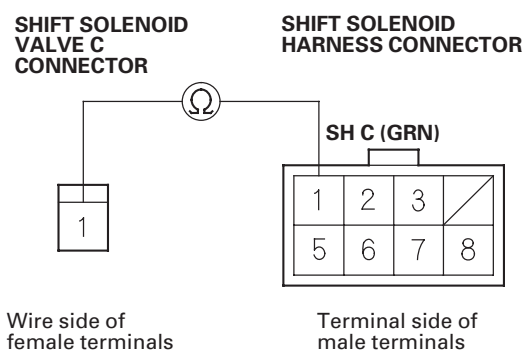 SHIFT SOLENOID
VALVE C
CONNECTOR
SHIFT SOLENOID
HARNESS CONNECTOR
Ω
SH C (GRN)
1
1 2 3
5 6 7 8
Wire side of
female terminals
Terminal side of
male terminals